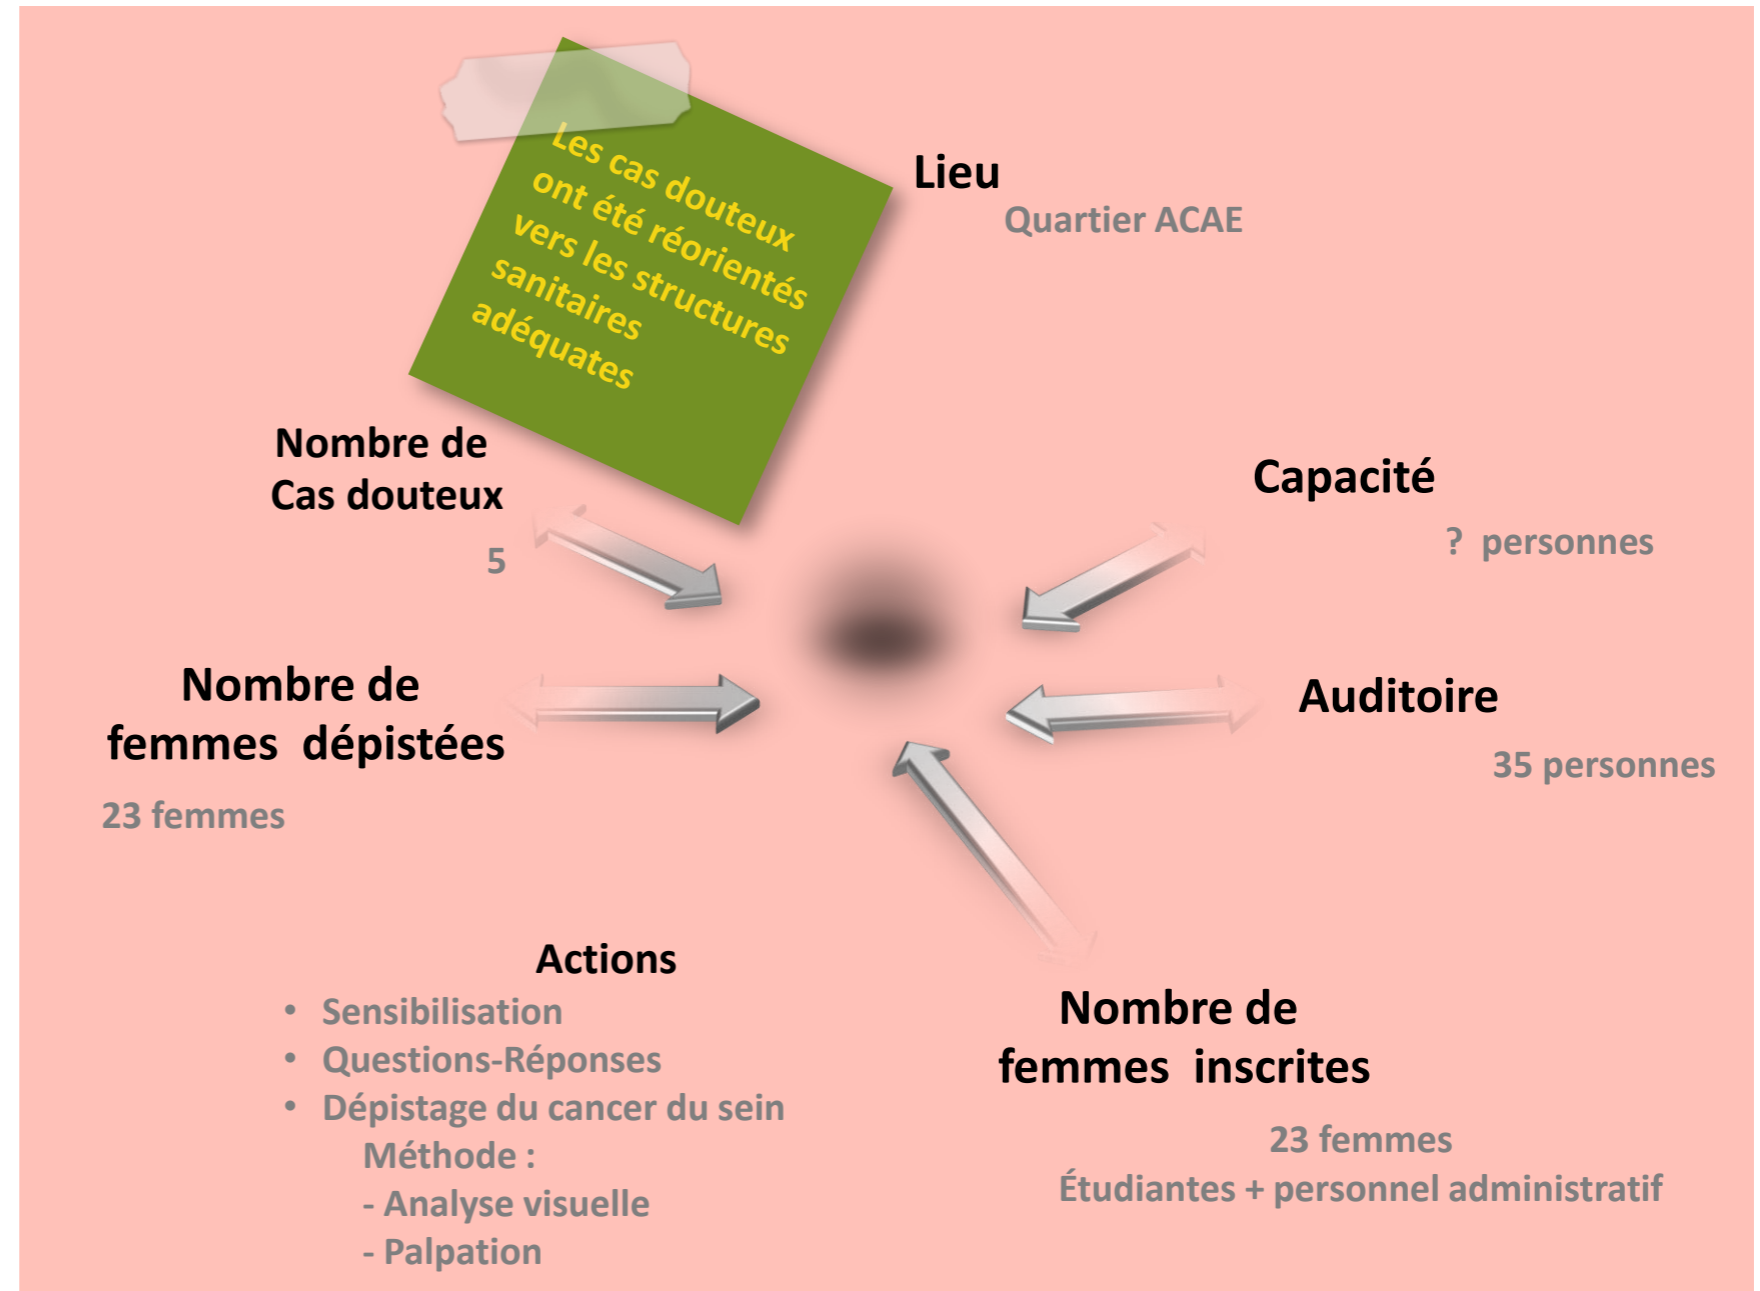 Les cas douteux
ont été réorientés
vers les structures
sanitaires
adéquates
Lieu
Quartier ACAE
Nombre de
Cas douteux
5
Capacité
? personnes
Nombre de
femmes dépistées
23 femmes
Auditoire
35 personnes
Actions
• Sensibilisation
• Questions-Réponses
• Dépistage du cancer du sein
Méthode :
- Analyse visuelle
- Palpation
Nombre de
femmes inscrites
23 femmes
Étudiantes + personnel administratif